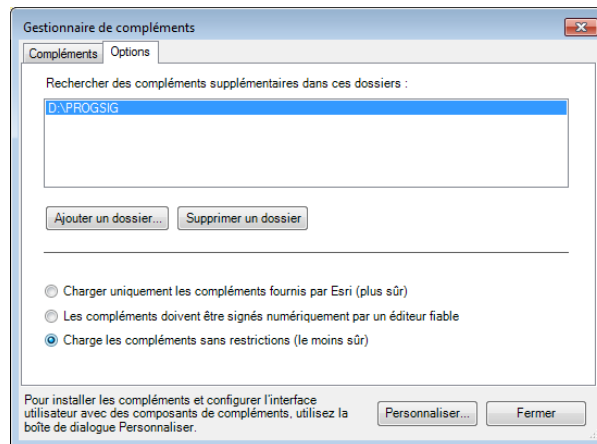 Gestionnaire de compléments
Compléments
Options
Rechercher des compléments supplémentaires dans ces dossiers :
D:\PROGSIG
Ajouter un dossier...
Supprimer un dossier
Charger uniquement les compléments fournis par Esri (plus sûr)
Les compléments doivent être signés numériquement par un éditeur fiable
Charge les compléments sans restrictions (le moins sûr)
Pour installer les compléments et configurer l'interface
utilisateur avec des composants de compléments, utilisez la
boîte de dialogue Personnaliser.
Personnaliser...
Fermer